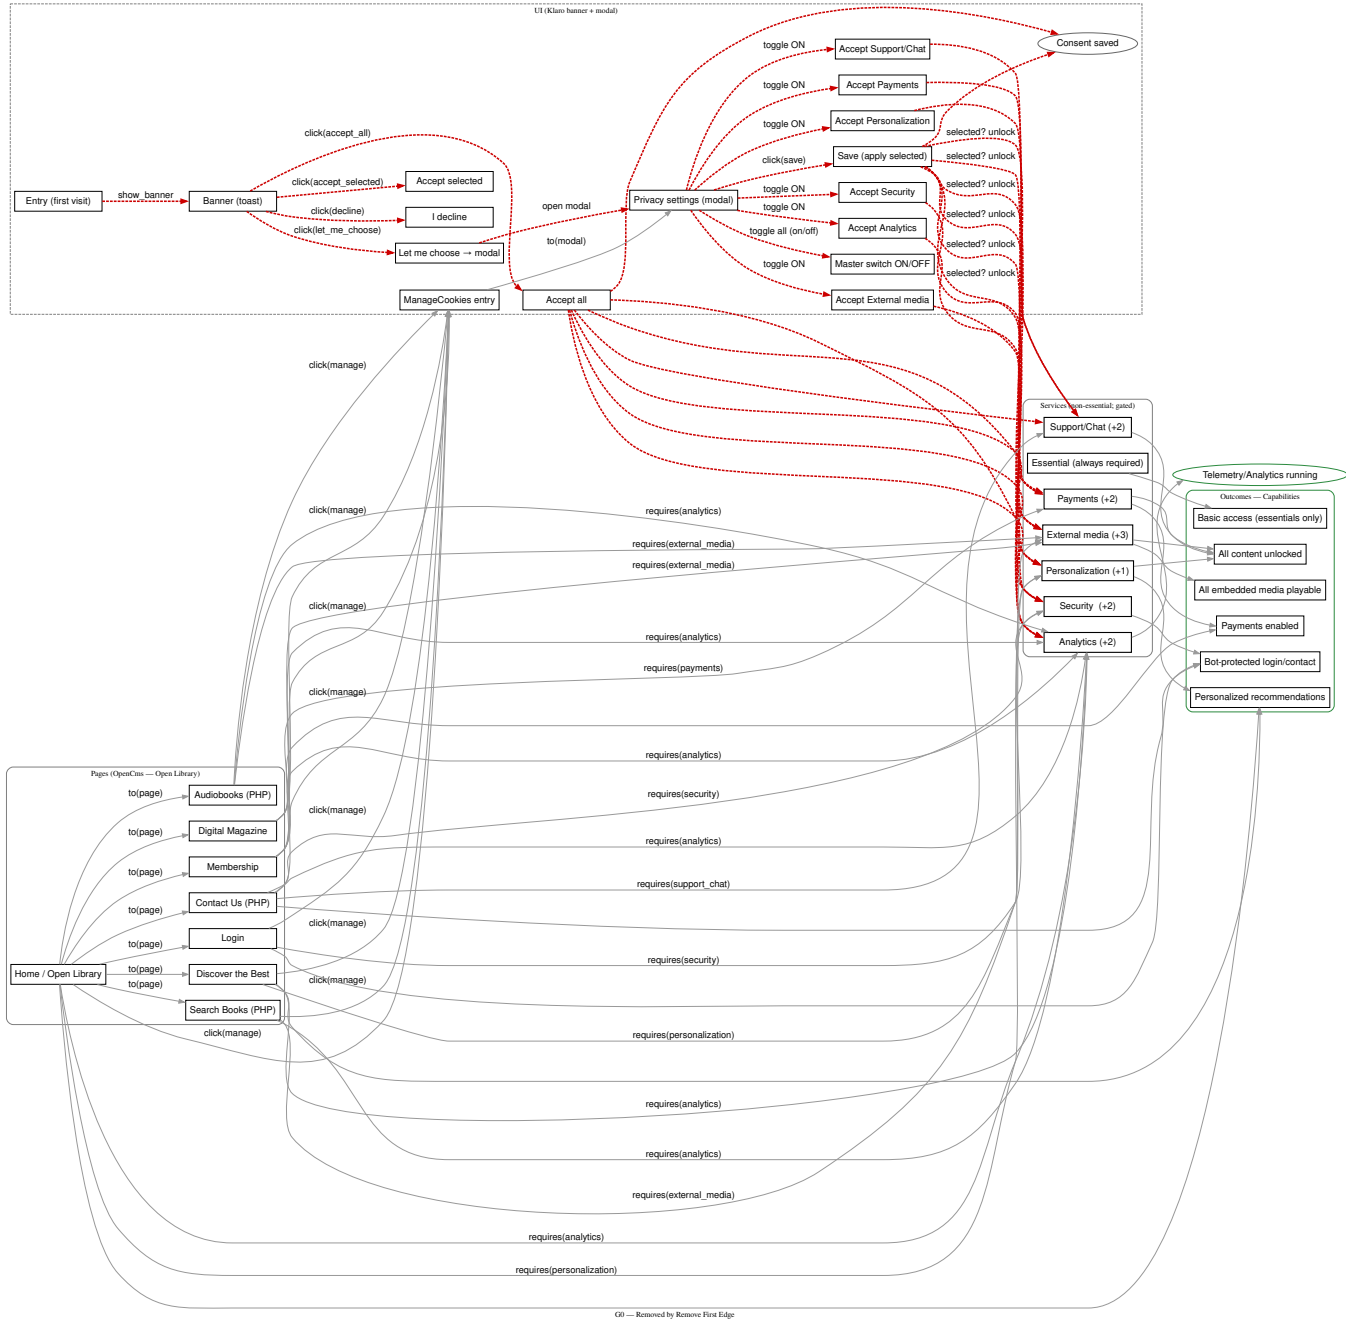 UI (Klaro banner + modal)
Consent saved
toggle ON
Accept Support/Chat
toggle ON
Accept Payments
toggle ON
Accept Personalization
click(accept_all)
selected? unlock
click(save)
Save (apply selected)
selected? unlock
click(accept_selected)
Accept selected
selected? unlock
toggle ON
Accept Security
Entry (first visit)
show_banner
Banner (toast)
Privacy settings (modal)
open modal
toggle ON
click(decline)
I decline
selected? unlock
click(let_me_choose)
Accept Analytics
toggle all (on/off)
to(modal)
selected? unlock
Let me choose → modal
toggle ON
Master switch ON/OFF
selected? unlock
ManageCookies entry
Accept all
Accept External media
click(manage)
Services (non-essential; gated)
Support/Chat (+2)
Essential (always required)
Telemetry/Analytics running
Outcomes — Capabilities
Payments (+2)
click(manage)
requires(analytics)
Basic access (essentials only)
External media (+3)
requires(external_media)
All content unlocked
requires(external_media)
Personalization (+1)
All embedded media playable
click(manage)
Security (+2)
Payments enabled
requires(analytics)
Analytics (+2)
Bot-protected login/contact
requires(payments)
click(manage)
Personalized recommendations
requires(analytics)
Pages (OpenCms — Open Library)
to(page)
Audiobooks (PHP)
requires(security)
click(manage)
to(page)
Digital Magazine
requires(analytics)
to(page)
Membership
requires(support_chat)
to(page)
Contact Us (PHP)
click(manage)
to(page)
Login
requires(security)
Home / Open Library
to(page)
Discover the Best
to(page)
click(manage)
Search Books (PHP)
click(manage)
requires(personalization)
requires(analytics)
requires(analytics)
requires(external_media)
requires(analytics)
requires(personalization)
G0 — Removed by Remove First Edge